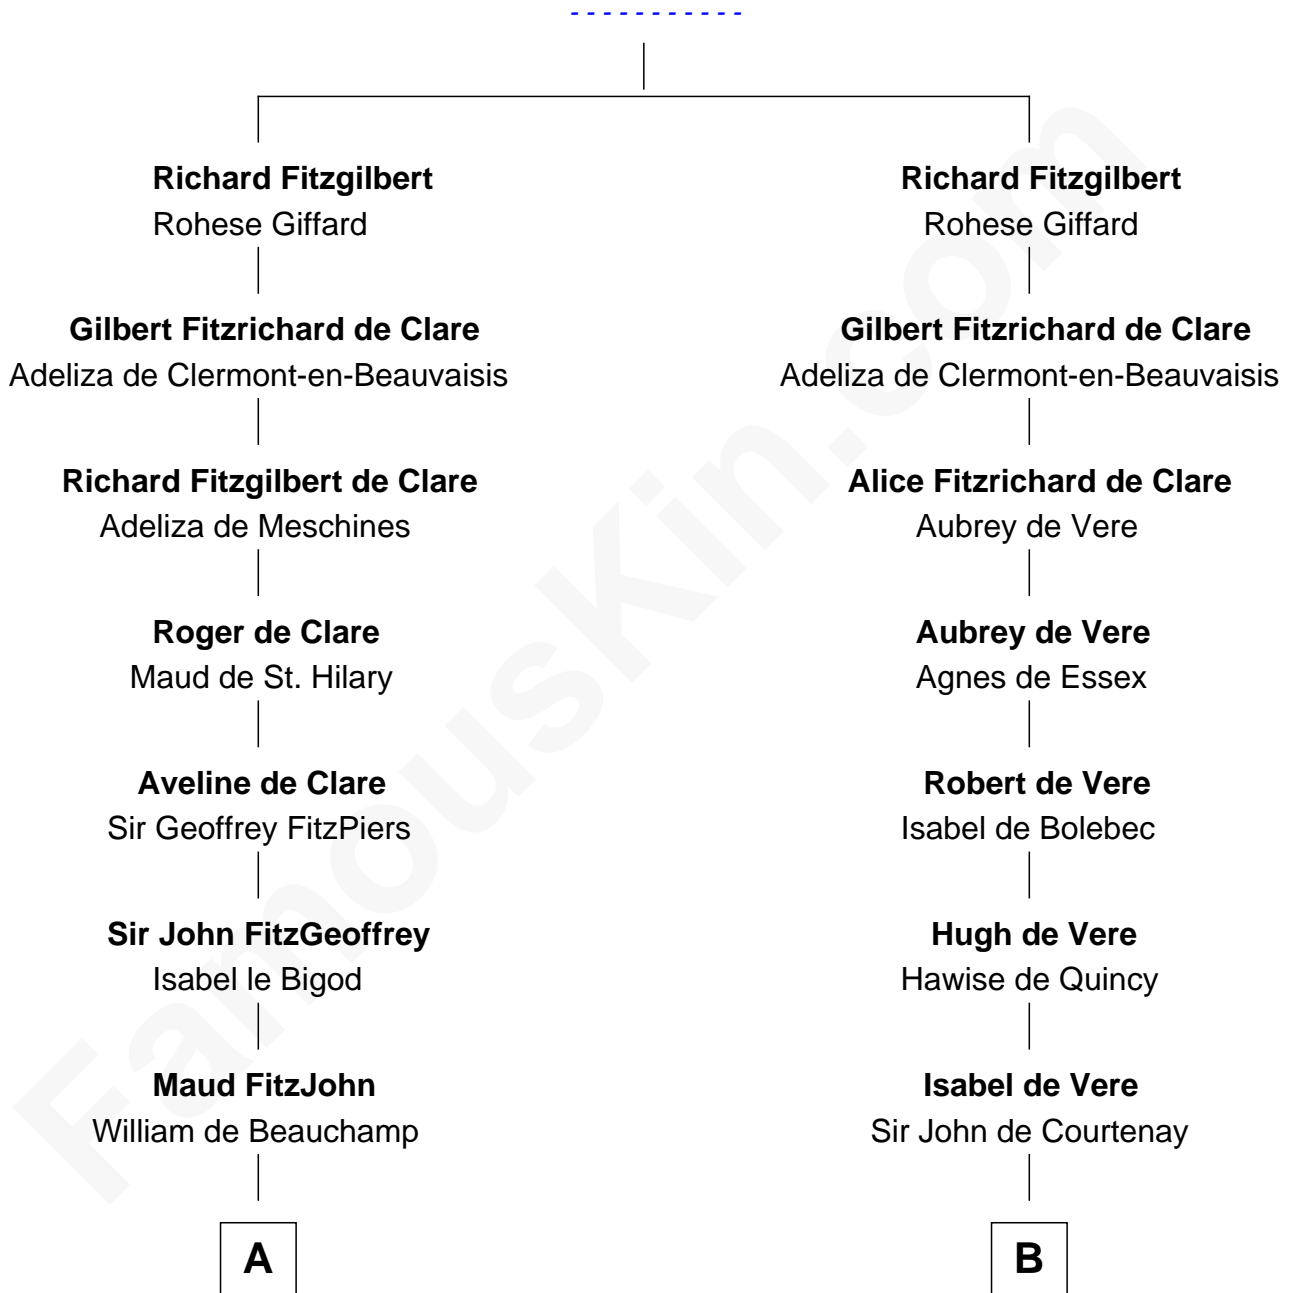 - - - - - - - - - - -
Richard Fitzgilbert
Rohese Giffard
Gilbert Fitzrichard de Clare
Adeliza de Clermont-en-Beauvaisis
Richard Fitzgilbert de Clare
Adeliza de Meschines
Roger de Clare
Maud de St. Hilary
Aveline de Clare
Sir Geoffrey FitzPiers
Sir John FitzGeoffrey
Isabel le Bigod
Maud FitzJohn
William de Beauchamp
A
Richard Fitzgilbert
Rohese Giffard
Gilbert Fitzrichard de Clare
Adeliza de Clermont-en-Beauvaisis
Alice Fitzrichard de Clare
Aubrey de Vere
Aubrey de Vere
Agnes de Essex
Robert de Vere
Isabel de Bolebec
Hugh de Vere
Hawise de Quincy
Isabel de Vere
Sir John de Courtenay
B
FamousKin.com